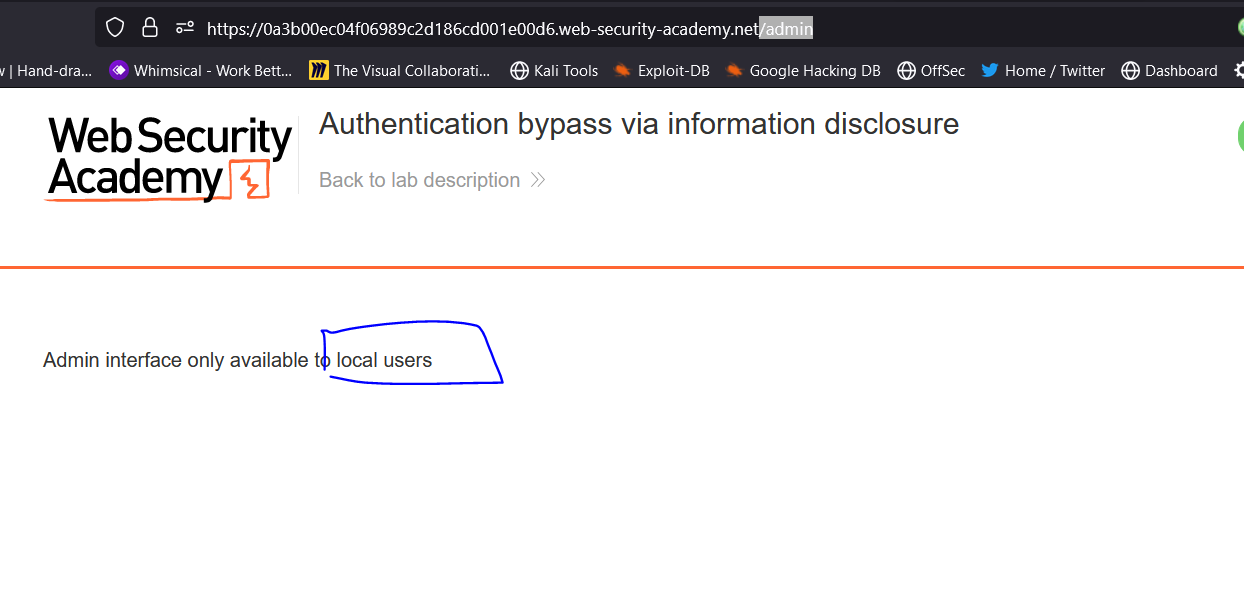 https://0a3b00ec04f06989c2d186cd001e00d6.web-security-academy.net/admin
w | Hand-dra... Whimsical - Work Bett... The Visual Collaborati... Kali Tools Exploit-DB Google Hacking DB OffSec Home / Twitter Dashboard
Web Security
Academy
Authentication bypass via information disclosure
Back to lab description
Admin interface only available to local users